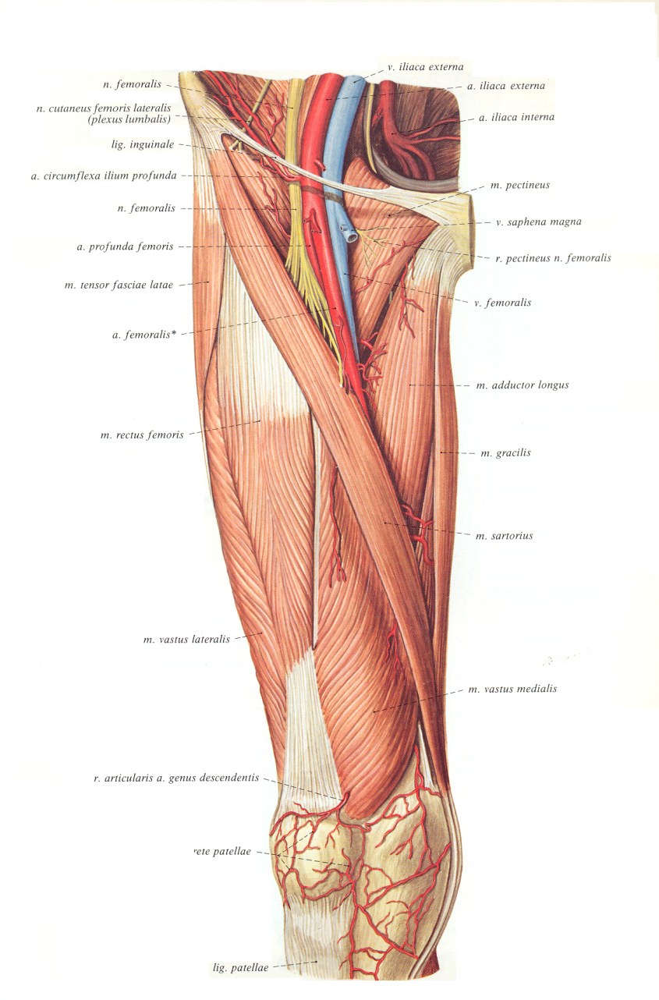 v. iliaca externa
n. femoralis
a. iliaca externa
n. cutaneus femoris lateralis
(plexus lumbalis)
a. iliaca interna
lig. inguinale
a. circumflexa ilium profunda
m. pectineus
n. femoralis
v. saphena magna
a. profunda femoris
r. pectineus n. femoralis
m. tensor fasciae latae
v. femoralis
a. femoralis*
m. adductor longus
m. rectus femoris
m. gracilis
m. sartorius
m. vastus lateralis
m. vastus medialis
r. articularis a. genus descendentis
rete patellae
lig. patellae